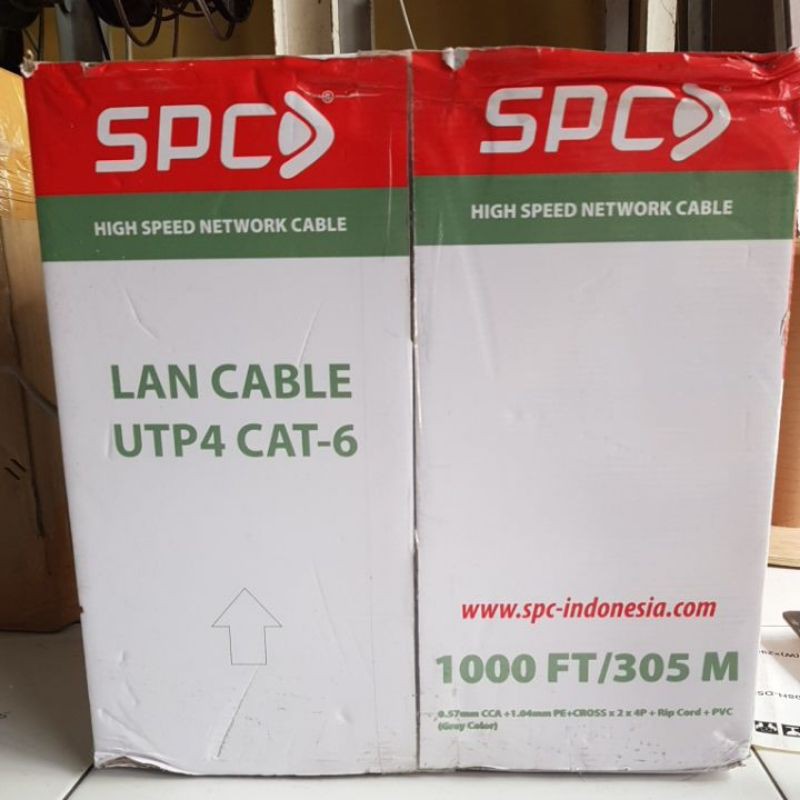 SPC®
HIGH SPEED NETWORK CABLE
LAN CABLE
UTP4 CAT-6
SPC
HIGH SPEED NETWORK CABLE
www.spc-indonesia.com
1000 FT/305 M
0.57mm CCA +1.04mm PE+CROSS x 2 x 4P + Rip Cord + PVC
(Gray Color)